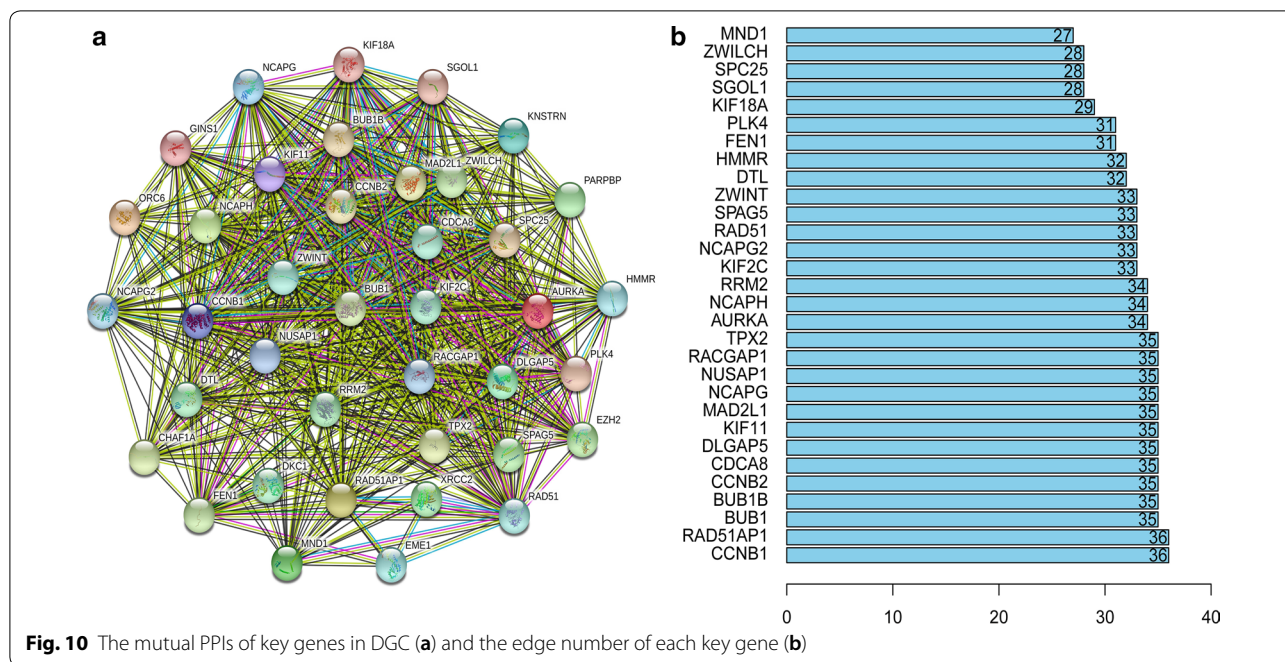 a
KIF18A
NCAPG
SGOL1
BUB1B
KNSTRN
GINS1
KIF11
MAD2L1
ZWILCH
CCNB2
PARPBP
ORC6
NCAPH
CDCA8
SPC25
ZWINT
HMMR
NCAPG2
CCNB1
BUB1
KIF2C
AURKA
NUSAP1
RACGAP1
DLGAP5
PLK4
DTL
RRM2
EZH2
CHAF1A
TPX2
SPAG5
DKC1
RAD51AP1
XRCC2
FEN1
RAD51
MND1
EME1
b
MND1 27
ZWILCH 28
SPC25 28
SGOL1 28
KIF18A 29
PLK4 31
FEN1 31
HMMR 32
DTL 32
ZWINT 33
SPAG5 33
RAD51 33
NCAPG2 33
KIF2C 33
RRM2 34
NCAPH 34
AURKA 34
TPX2 35
RACGAP1 35
NUSAP1 35
NCAPG 35
MAD2L1 35
KIF11 35
DLGAP5 35
CDCA8 35
CCNB2 35
BUB1B 35
BUB1 35
RAD51AP1 36
CCNB1 36
0 10 20 30 40
Fig. 10 The mutual PPIs of key genes in DGC (a) and the edge number of each key gene (b)